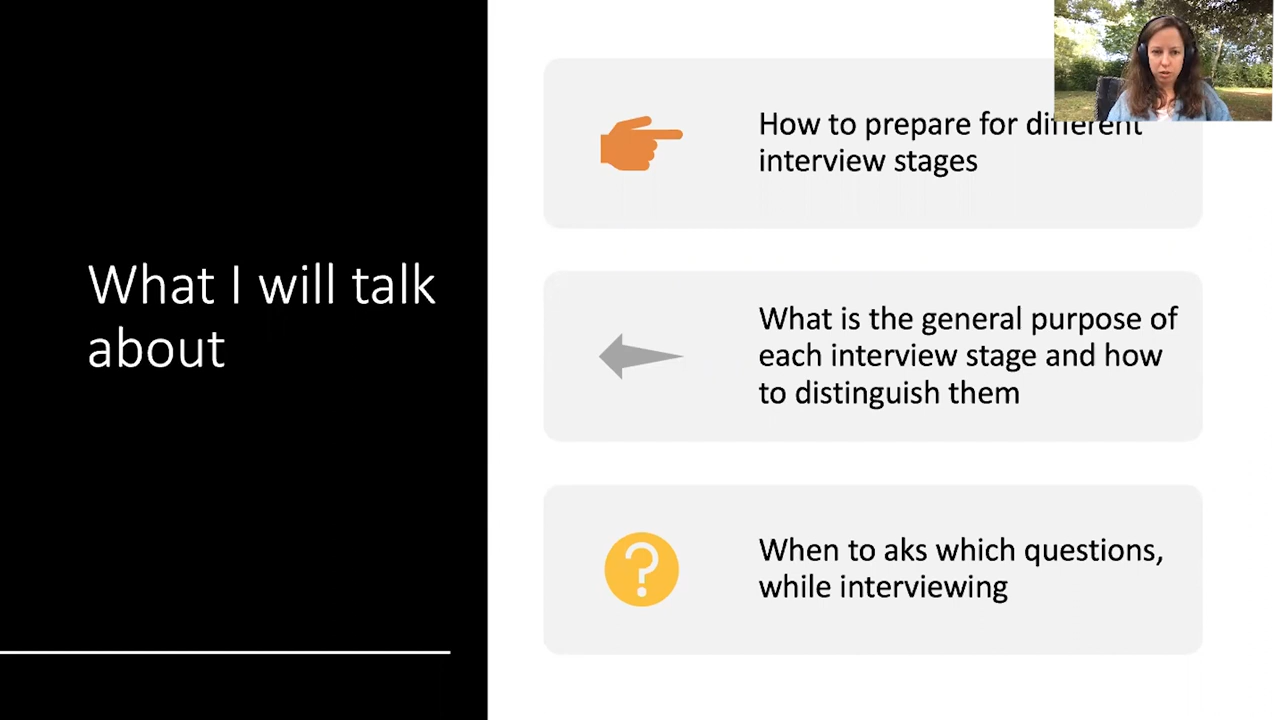 What I will talk
about
How to prepare for different
interview stages
What is the general purpose of
each interview stage and how
to distinguish them
When to aks which questions,
while interviewing